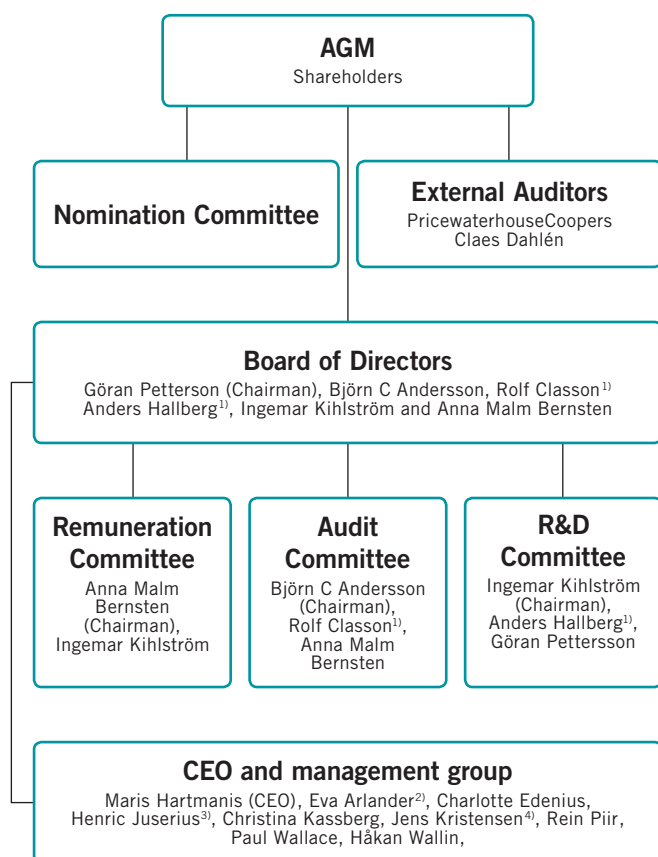 AGM
Shareholders
Nomination Committee
External Auditors
PricewaterhouseCoopers
Claes Dahlén
Board of Directors
Göran Petterson (Chairman), Björn C Andersson, Rolf Classon¹⁾
Anders Hallberg¹⁾, Ingemar Kihlström and Anna Malm Bernsten
Remuneration
Committee
Anna Malm
Bernsten
(Chairman),
Ingemar Kihlström
Audit
Committee
Björn C Andersson
(Chairman),
Rolf Classon¹⁾,
Anna Malm
Bernsten
R&D
Committee
Ingemar Kihlström
(Chairman),
Anders Hallberg¹⁾,
Göran Pettersson
CEO and management group
Maris Hartmanis (CEO), Eva Arlander²⁾, Charlotte Edenius,
Henric Juserius³⁾, Christina Kassberg, Jens Kristensen⁴⁾, Rein Piir,
Paul Wallace, Håkan Wallin,